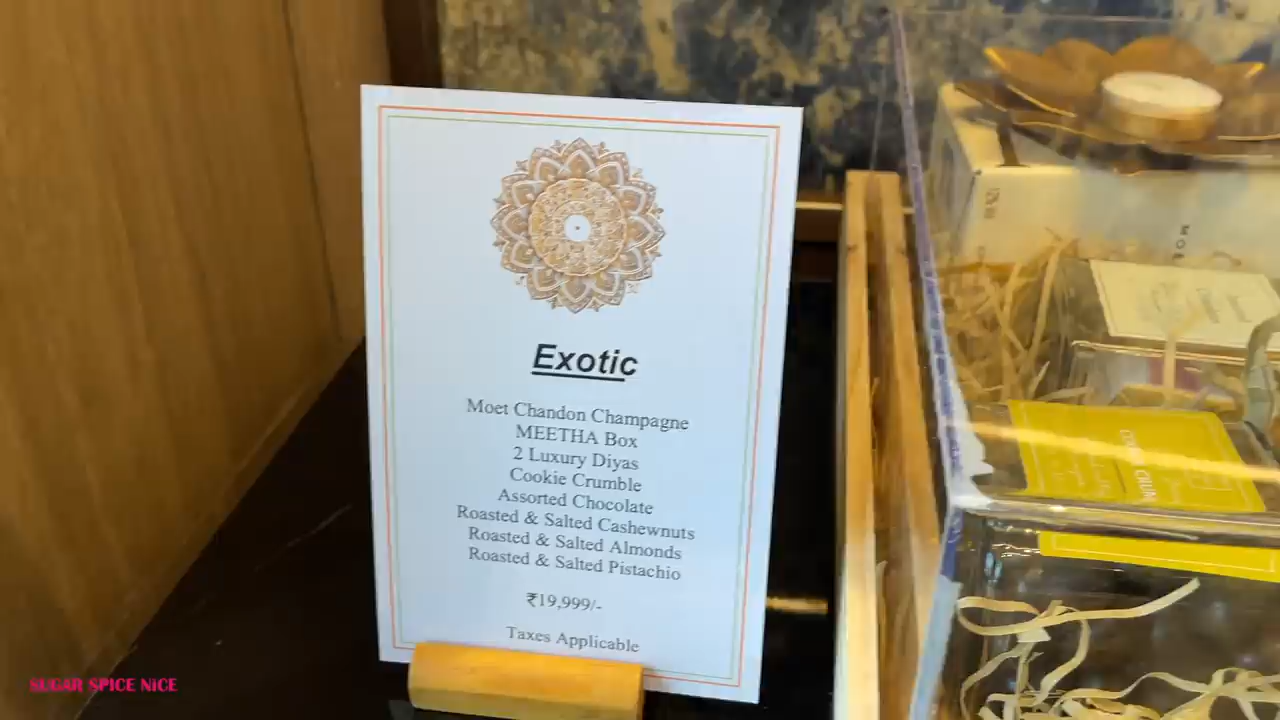 Exotic
Moet Chandon Champagne
MEETHA Box
2 Luxury Diyas
Cookie Crumble
Assorted Chocolate
Roasted & Salted Cashewnuts
Roasted & Salted Almonds
Roasted & Salted Pistachio
₹19,999/-
Taxes Applicable
SUGAR SPICE NICE